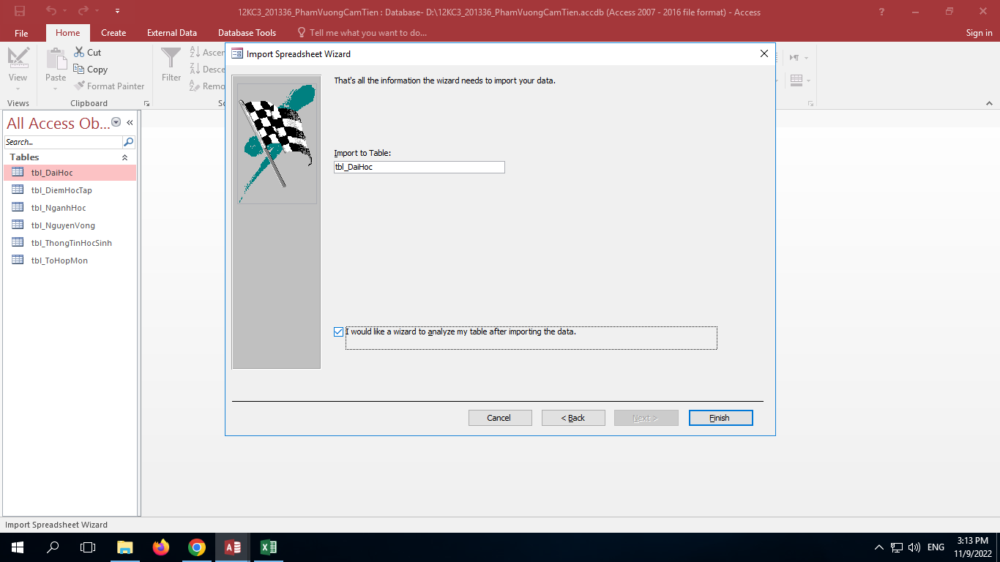 12KC3_201336_PhamVuongCamTien : Database- D:\12KC3_201336_PhamVuongCamTien.accdb (Access 2007 - 2016 file format) - Access
File Home Create External Data Database Tools Tell me what you want to do... Sign in
View
Views
Paste
Cut
Copy
Format Painter
Clipboard
Filter
Ascen
Desce
Remo
Import Spreadsheet Wizard
That's all the information the wizard needs to import your data.
Import to Table:
tbl_DaiHoc
I would like a wizard to analyze my table after importing the data.
Cancel < Back Next > Finish
All Access Ob...
Search...
Tables
tbl_DaiHoc
tbl_DiemHocTap
tbl_NganhHoc
tbl_NguyenVong
tbl_ThongTinHocSinh
tbl_ToHopMon
Import Spreadsheet Wizard
ENG
3:13 PM
11/9/2022